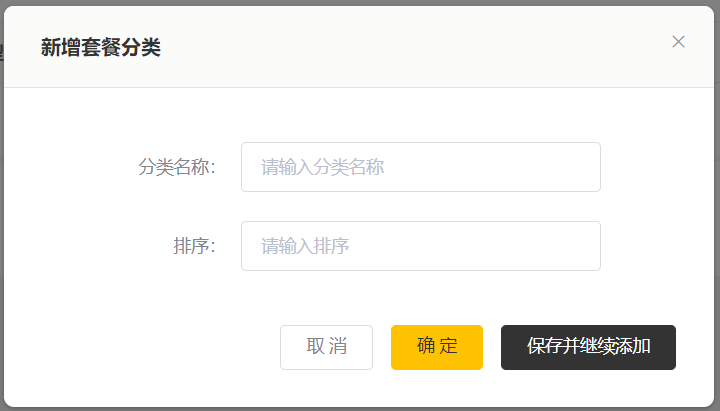 新增套餐分类
分类名称：
请输入分类名称
排序：
请输入排序
取 消
确 定
保存并继续添加